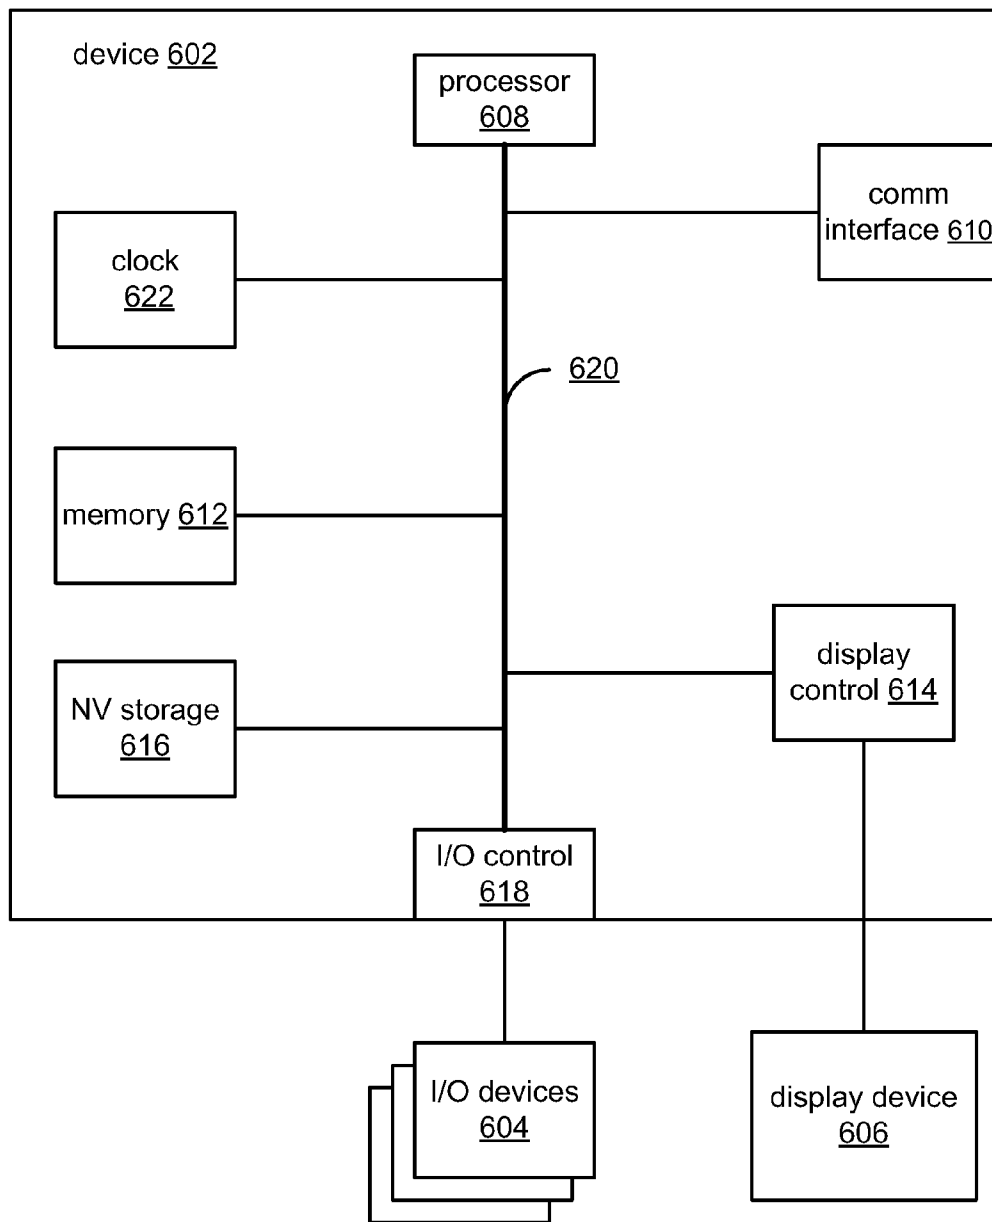 device 602
processor
608
comm
interface 610
clock
622
620
memory 612
display
control 614
NV storage
616
I/O control
618
I/O devices
604
display device
606